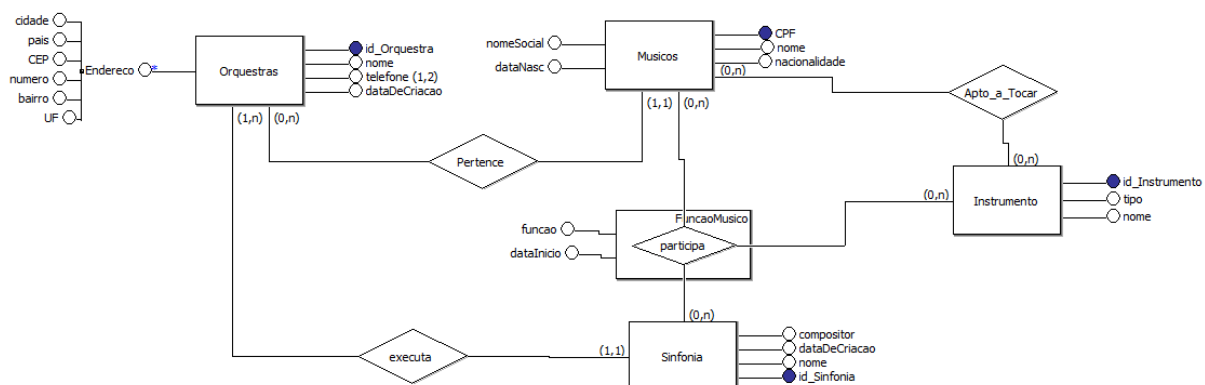 cidade
pais
CEP
numero
bairro
UF
Endereco
*
Orquestras
id_Orquestra
nome
telefone (1,2)
dataDeCriacao
(1,n)
(0,n)
nomeSocial
dataNasc
Musicos
CPF
nome
nacionalidade
(0,n)
(1,1)
(0,n)
Apto_a_Tocar
Pertence
(0,n)
Instrumento
id_Instrumento
tipo
nome
(0,n)
FuncaoMusico
funcao
dataInicio
participa
(0,n)
executa
(1,1)
Sinfonia
compositor
dataDeCriacao
nome
id_Sinfonia